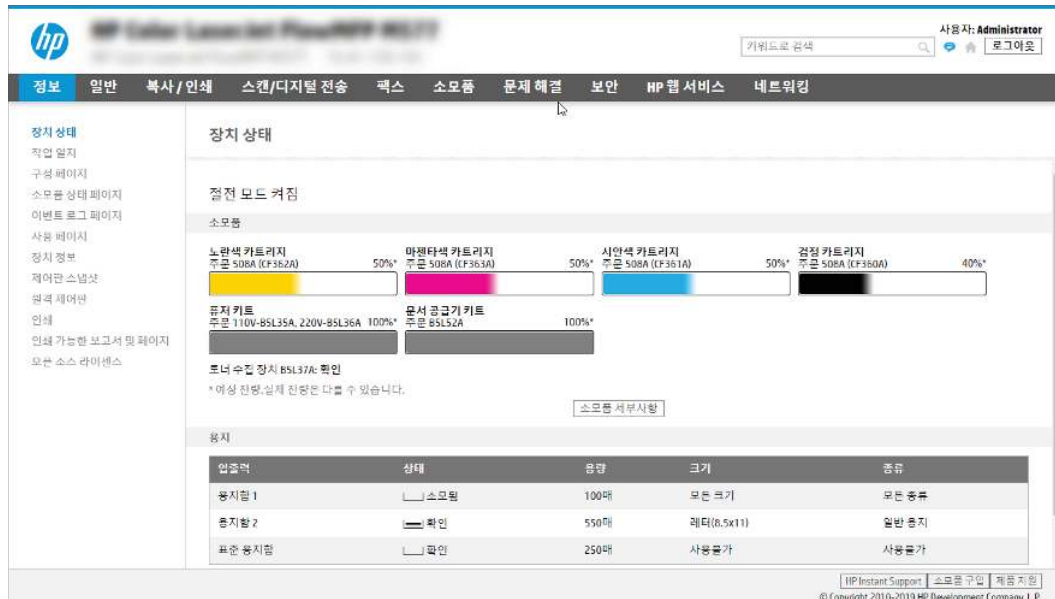 hp
사용자: Administrator
키워드로 검색
로그아웃
정보 일반 복사 / 인쇄 스캔/디지털 전송 팩스 소모품 문제 해결 보안 HP 웹 서비스 네트워킹
장치 상태
작업 일지
구성 페이지
소모품 상태 페이지
이벤트 로그 페이지
사용 페이지
장치 정보
제어판 스냅샷
원격 제어판
인쇄
인쇄 가능한 보고서 및 페이지
오픈 소스 라이센스
장치 상태
절전 모드 켜짐
소모품
노란색 카트리지 마젠타색 카트리지 시안색 카트리지 검정 카트리지
주문 508A (CF362A) 50%* 주문 508A (CF363A) 50%* 주문 508A (CF361A) 50%* 주문 508A (CF360A) 40%*
퓨저 키트 문서 공급기 키트
주문 110V-B5L35A, 220V-B5L36A 100%* 주문 B5L52A 100%*
토너 수집 장치 B5L37A: 확인
* 예상 잔량.실제 잔량은 다를 수 있습니다.
소모품 세부사항
용지
입출력 상태 용량 크기 종류
용지함 1 소모됨 100매 모든 크기 모든 종류
용지함 2 확인 550매 레터(8.5x11) 일반 용지
표준 용지함 확인 250매 사용불가 사용불가
HP Instant Support 소모품 구입 제품 지원
© Copyright 2010-2019 HP Development Company, L.P.